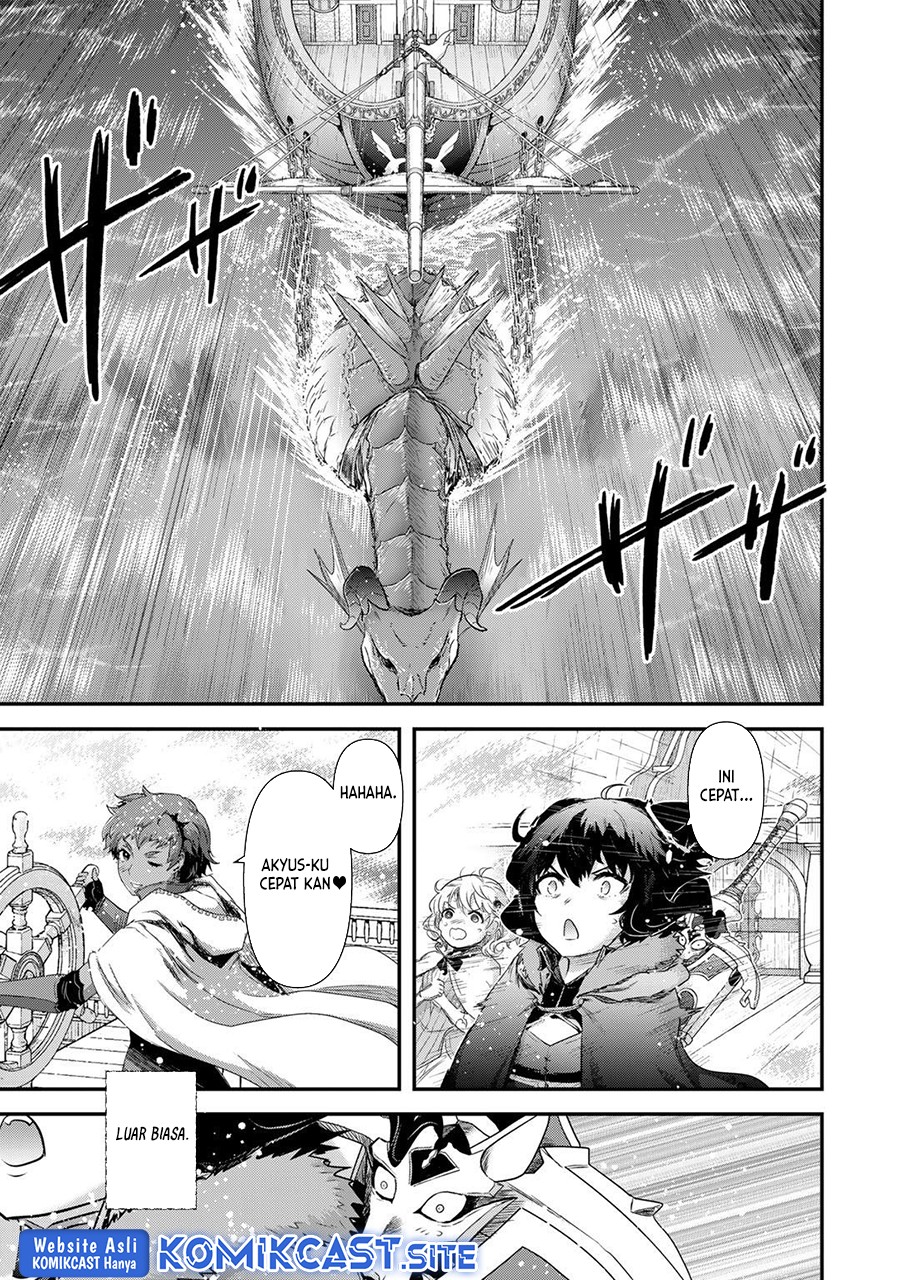 ザザ
ザザ
INI
CEPAT...
HAHAHA.
AKYUS-KU
CEPAT KAN♥
LUAR BIASA.
Website Asli
KOMIKCAST Hanya
KOMIKCAST.SITE